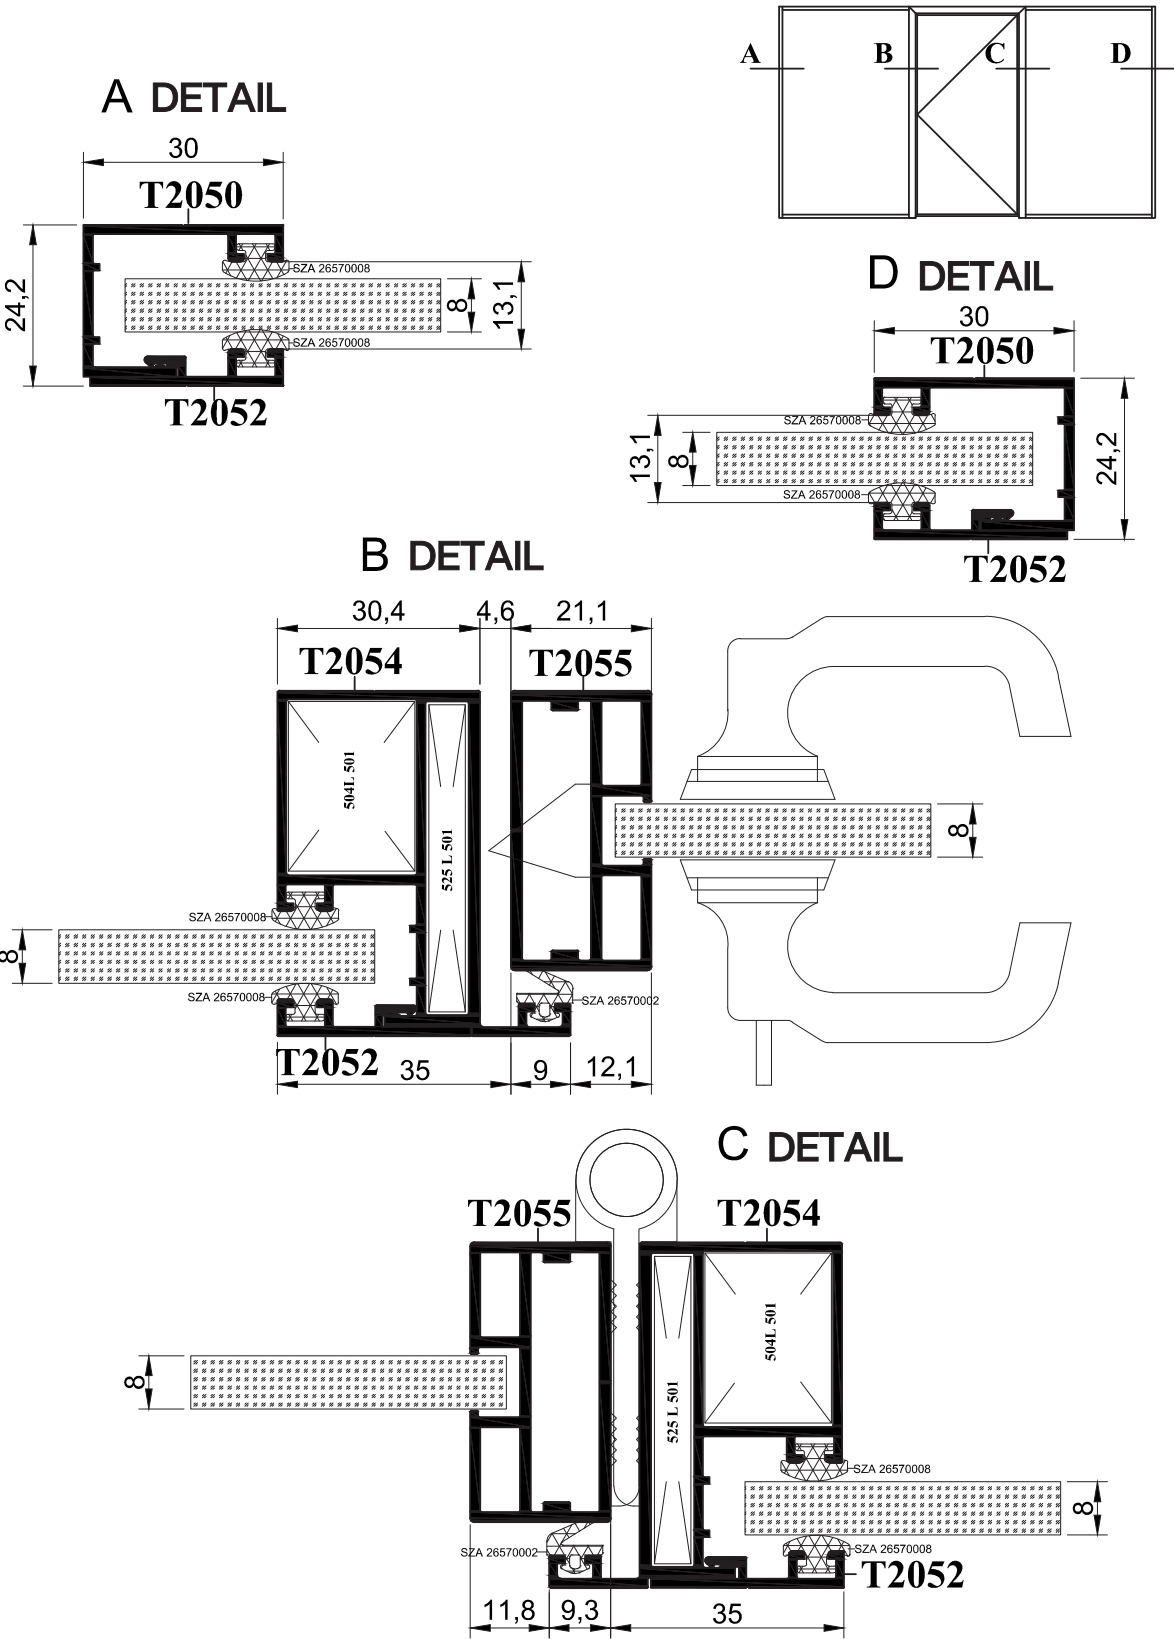 A B C D
A DETAIL
30
T2050
24,2
SZA 26570008
8
13,1
SZA 26570008
T2052
D DETAIL
30
T2050
SZA 26570008
13,1
8
24,2
SZA 26570008
T2052
B DETAIL
30,4 4,6 21,1
T2054 T2055
504L 501
525 L 501
8
SZA 26570008
8
SZA 26570008
SZA 26570002
T2052
35 9 12,1
C DETAIL
T2055 T2054
504L 501
525 L 501
8
SZA 26570008
8
SZA 26570002
SZA 26570008
T2052
11,8 9,3 35